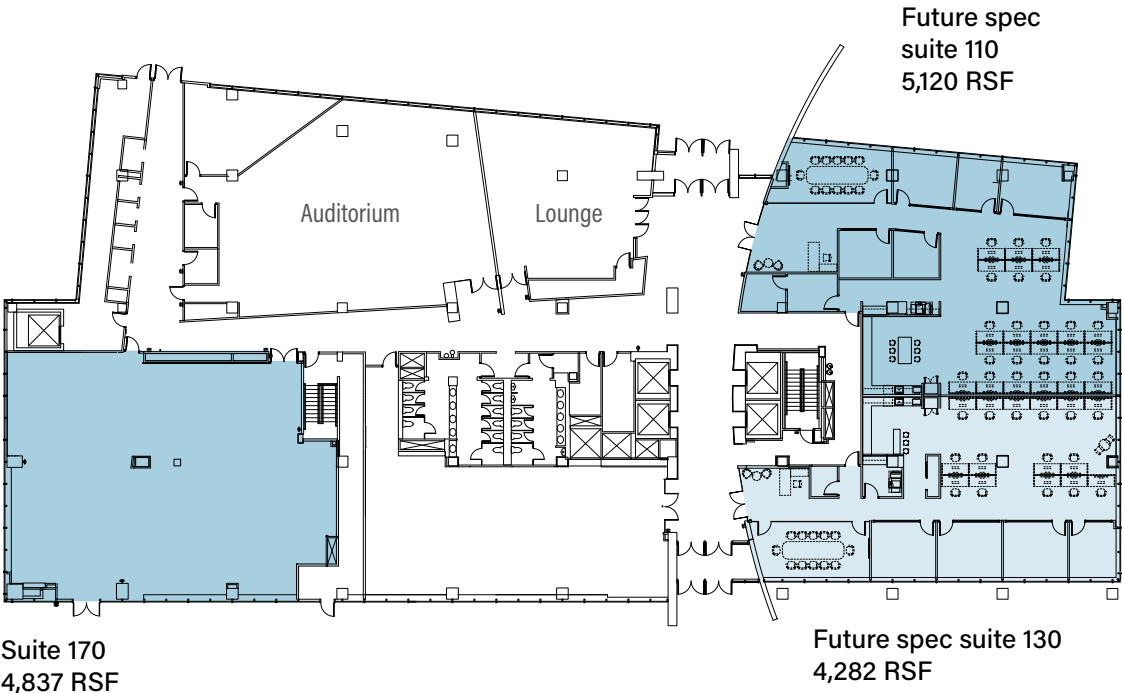 Future spec
suite 110
5,120 RSF
Auditorium
Lounge
Suite 170
4,837 RSF
Future spec suite 130
4,282 RSF